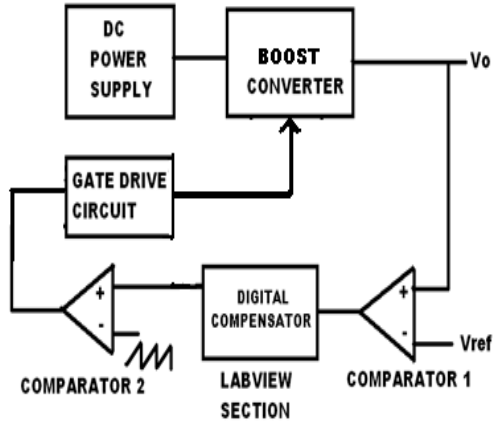 DC
POWER
SUPPLY
BOOST
CONVERTER
Vo
GATE DRIVE
CIRCUIT
+
-
COMPARATOR 2
DIGITAL
COMPENSATOR
LABVIEW
SECTION
+
-
Vref
COMPARATOR 1